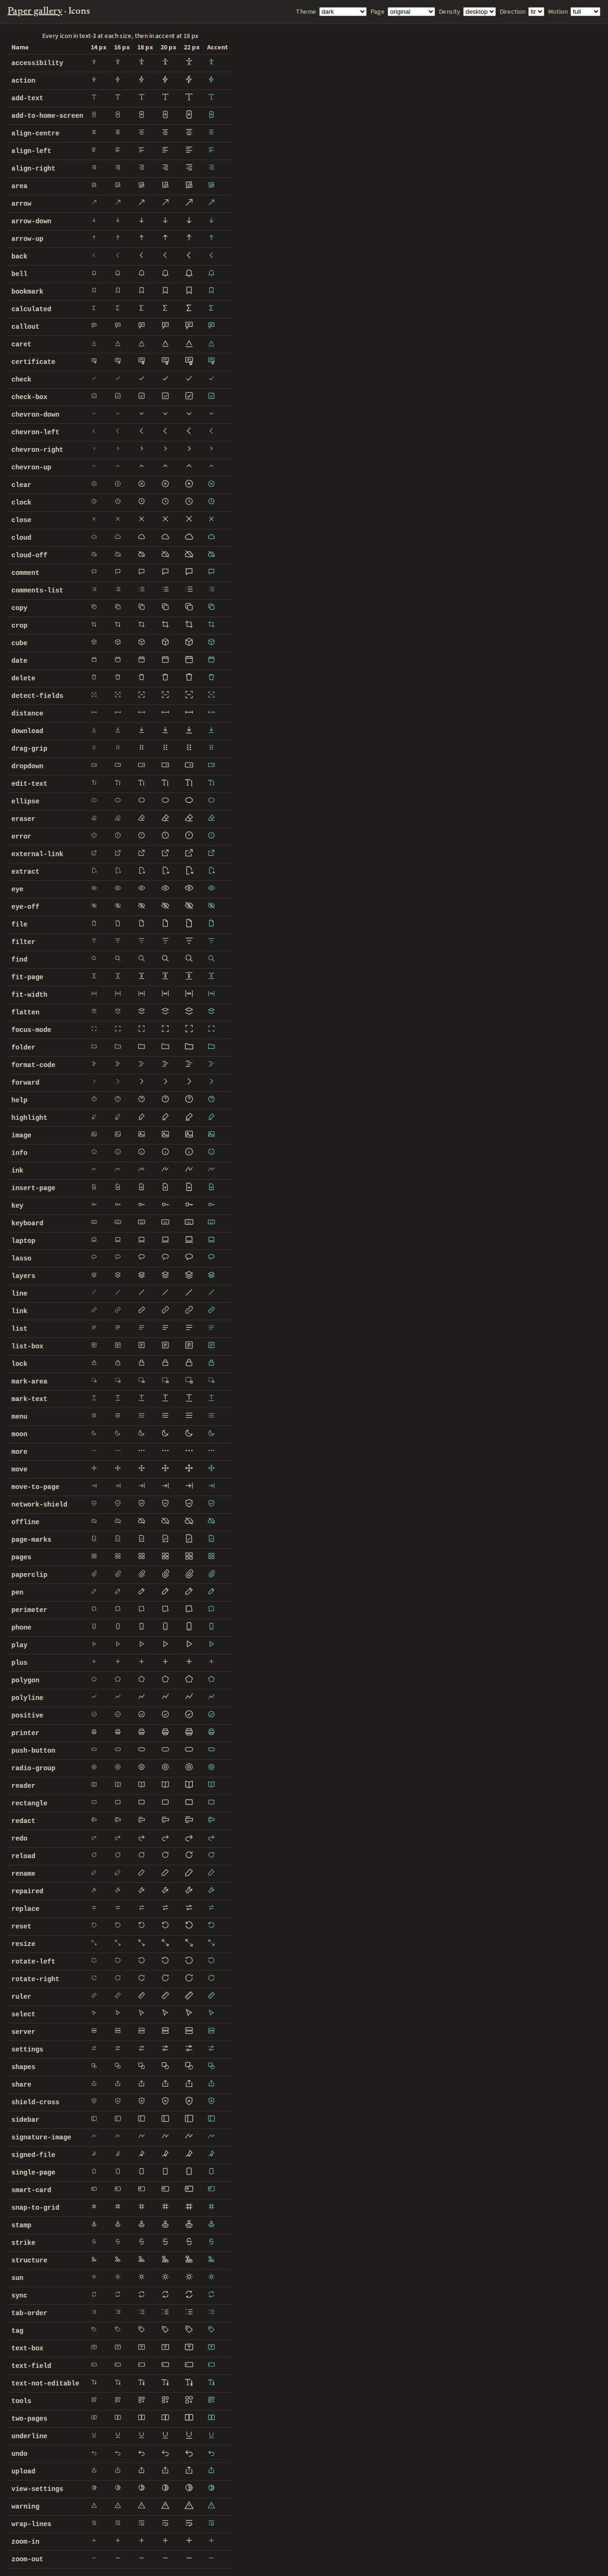 Paper gallery · Icons
Theme dark Page original Density desktop Direction ltr Motion full
Every icon in text-3 at each size, then in accent at 18 px
Name 14 px 16 px 18 px 20 px 22 px Accent
accessibility
action
add-text
add-to-home-screen
align-centre
align-left
align-right
area
arrow
arrow-down
arrow-up
back
bell
bookmark
calculated
callout
caret
certificate
check
check-box
chevron-down
chevron-left
chevron-right
chevron-up
clear
clock
close
cloud
cloud-off
comment
comments-list
copy
crop
cube
date
delete
detect-fields
distance
download
drag-grip
dropdown
edit-text
ellipse
eraser
error
external-link
extract
eye
eye-off
file
filter
find
fit-page
fit-width
flatten
focus-mode
folder
format-code
forward
help
highlight
image
info
ink
insert-page
key
keyboard
laptop
lasso
layers
line
link
list
list-box
lock
mark-area
mark-text
menu
moon
more
move
move-to-page
network-shield
offline
page-marks
pages
paperclip
pen
perimeter
phone
play
plus
polygon
polyline
positive
printer
push-button
radio-group
reader
rectangle
redact
redo
reload
rename
repaired
replace
reset
resize
rotate-left
rotate-right
ruler
select
server
settings
shapes
share
shield-cross
sidebar
signature-image
signed-file
single-page
smart-card
snap-to-grid
stamp
strike
structure
sun
sync
tab-order
tag
text-box
text-field
text-not-editable
tools
two-pages
underline
undo
upload
view-settings
warning
wrap-lines
zoom-in
zoom-out